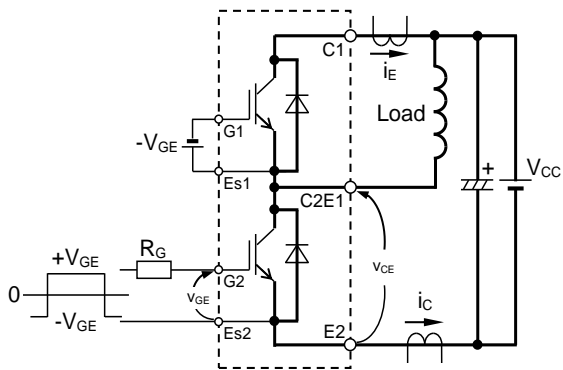 C1
iE
G1
Load
-VGE
+
VCC
Es1
C2E1
RG
+VGE
G2
vCE
0
vGE
iC
-VGE
Es2
E2